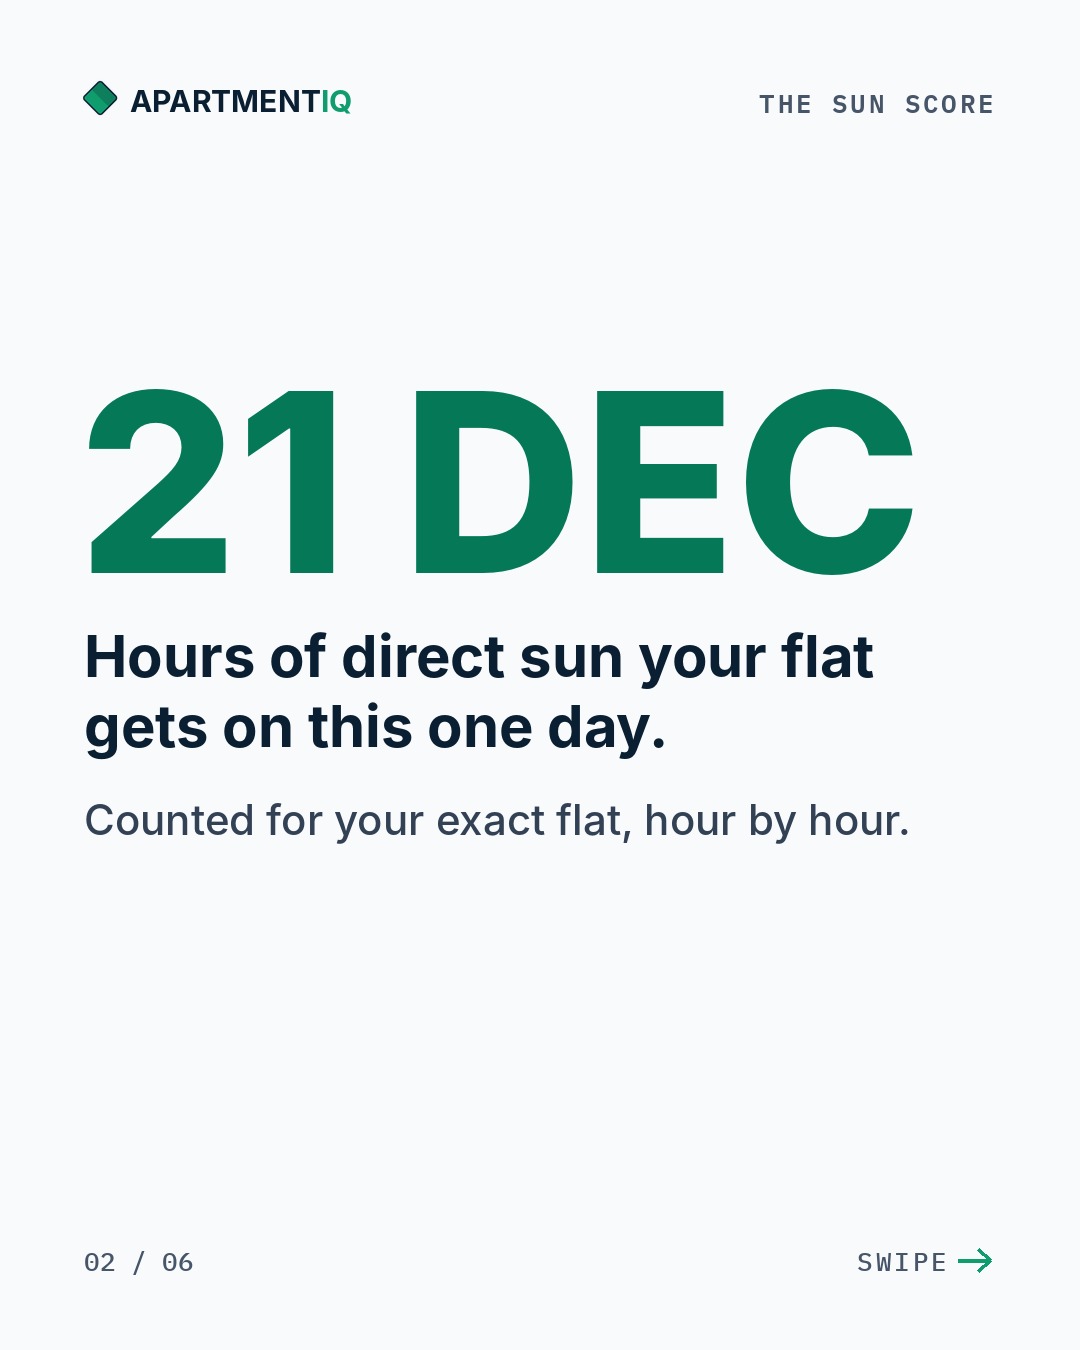 APARTMENTIQ
THE SUN SCORE
21 DEC
Hours of direct sun your flat
gets on this one day.
Counted for your exact flat, hour by hour.
02 / 06
SWIPE